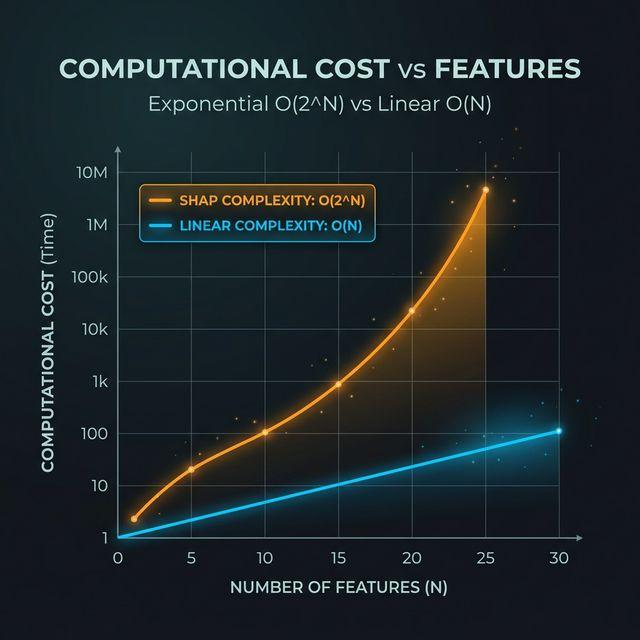 COMPUTATIONAL COST vs FEATURES
Exponential O(2^N) vs Linear O(N)
10M
1M
100k
10k
1k
100
10
1
SHAP COMPLEXITY: O(2^N)
LINEAR COMPLEXITY: O(N)
COMPUTATIONAL COST (Time)
0 5 10 15 20 25 30
NUMBER OF FEATURES (N)